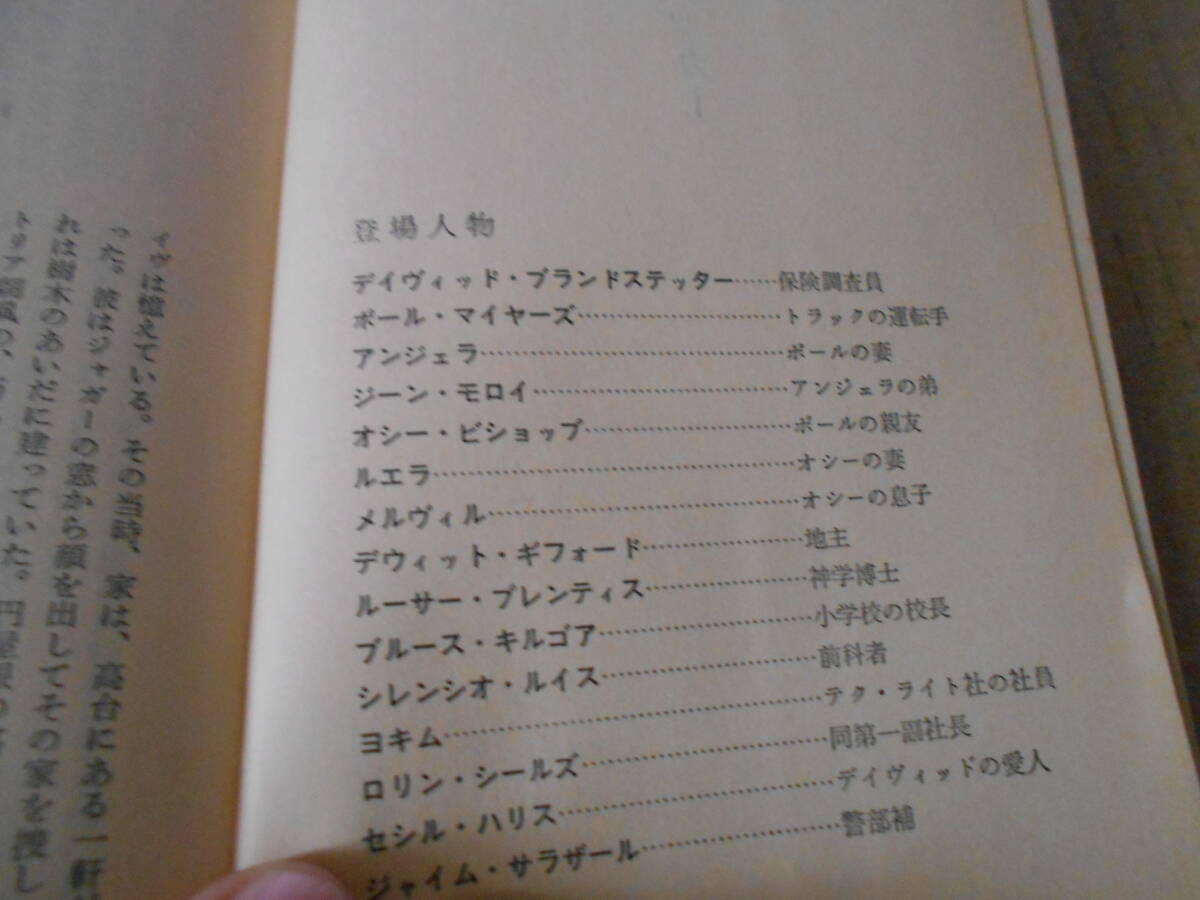 登場人物
デイヴィッド・ブランドステッター……保険調査員
ポール・マイヤーズ……………………トラックの運転手
アンジェラ………………………………ポールの妻
ジーン・モロイ…………………………アンジェラの弟
オシー・ビショップ……………………ポールの親友
ルエラ……………………………………オシーの妻
メルヴィル………………………………オシーの息子
デウィット・ギフォード………………地主
ルーサー・プレンティス………………神学博士
ブルース・キルゴア……………………小学校の校長
シレンシオ・ルイス……………………前科者
ヨキム……………………………………テク・ライト社の社員
ロリン・シールズ………………………同第一副社長
セシル・ハリス…………………………デイヴィッドの愛人
ジャイム・サラザール…………………警部補
イヴは憶えている。その当時、家は、高台にある一軒
った。彼はジャガーの窓から顔を出してその家を捜し
れは樹木のあいだに建っていた。円屋根の